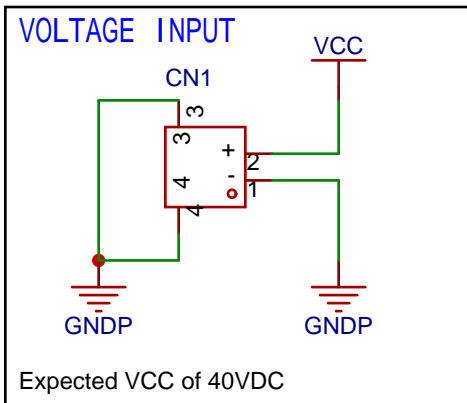 VOLTAGE INPUT
VCC
CN1
3
3
+
2
-
1
4
4
GNDP
GNDP
Expected VCC of 40VDC